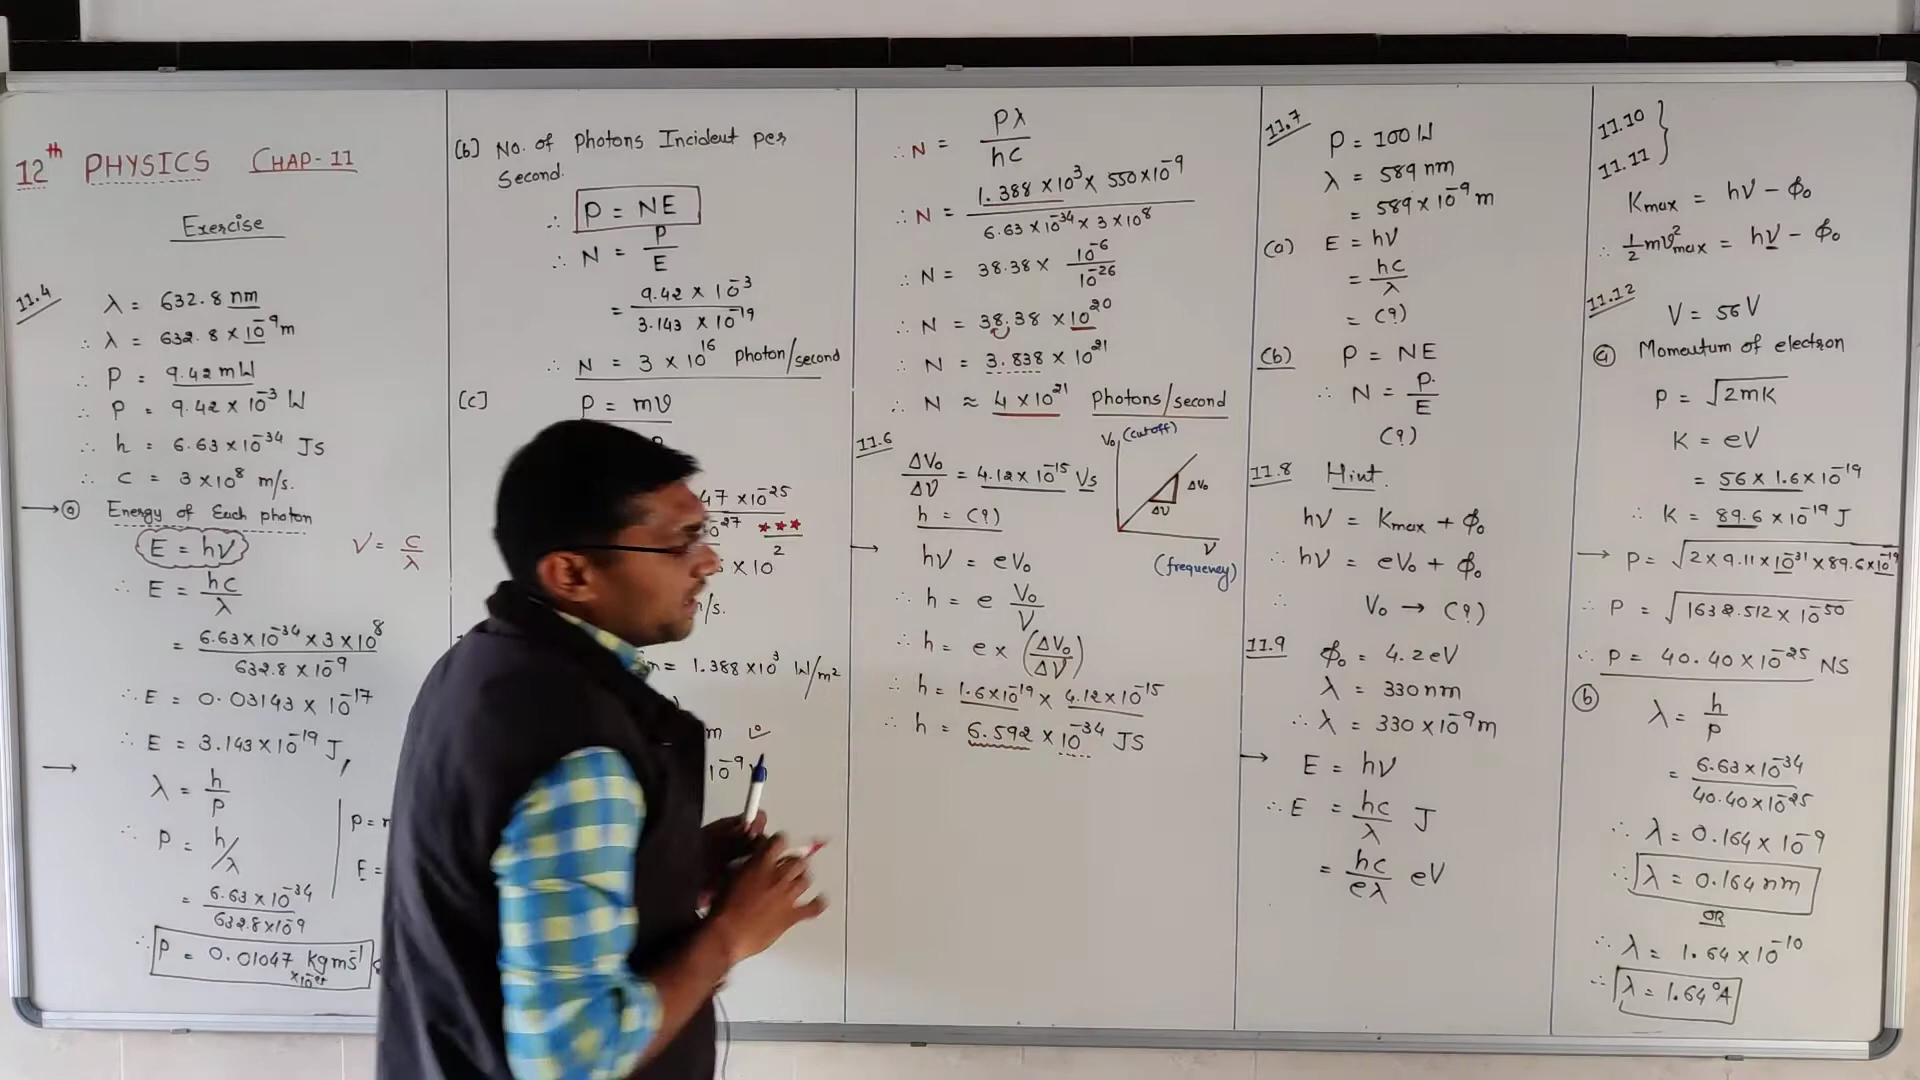 12th PHYSICS CHAP-11
Exercise
11.4
λ = 632.8 nm
∴ λ = 632.8 × 10⁻⁹ m
∴ P = 9.42 mW
∴ P = 9.42 × 10⁻³ W
∴ h = 6.63 × 10⁻³⁴ JS
∴ C = 3 × 10⁸ m/s.
→ ⓐ Energy of Each photon
E = hν
ν = C/λ
∴ E = hc/λ
= 6.63×10⁻³⁴ × 3×10⁸ / 632.8 × 10⁻⁹
∴ E = 0.03143 × 10⁻¹⁷
∴ E = 3.143×10⁻¹⁹ J,
→ λ = h/p
∴ P = h/λ
P =
E =
= 6.63×10⁻³⁴ / 632.8×10⁻⁹
∴ P = 0.01047 kgms⁻¹
(b) No. of Photons Incident per
Second.
∴ P = NE
∴ N = P/E
= 9.42 × 10⁻³ / 3.143 × 10⁻¹⁹
∴ N = 3 × 10¹⁶ Photon/second
[C] P = mv
47 ×10⁻²⁵
⁻²⁷ ***
2
×10
/s.
= 1.388 ×10³ W/m²
m
10⁻⁹
∴ N = Pλ / hc
∴ N = 1.388 ×10³ × 550×10⁻⁹ / 6.63 ×10⁻³⁴ × 3×10⁸
∴ N = 38.38 × 10⁻⁶ / 10⁻²⁶
∴ N = 38.38 × 10²⁰
∴ N = 3.838 × 10²¹
∴ N ≈ 4×10²¹ Photons/second
11.6
V₀ (cutoff)
ΔV₀/Δν = 4.12 × 10⁻¹⁵ Vs
ΔV₀
Δν
h = (?)
ν
(frequency)
→ hν = eV₀
∴ h = e V₀/ν
∴ h = e× (ΔV₀/Δν)
∴ h = 1.6×10⁻¹⁹ × 4.12×10⁻¹⁵
∴ h = 6.592 × 10⁻³⁴ JS
11.7
P = 100 W
λ = 589 nm
= 589 × 10⁻⁹ m
(a) E = hν
= hc/λ
= (?)
(b) P = NE
∴ N = P/E
(?)
11.8 Hint.
hν = Kmax + ϕ₀
∴ hν = eV₀ + ϕ₀
∴ V₀ → (?)
11.9 ϕ₀ = 4.2 eV
λ = 330 nm
∴ λ = 330 × 10⁻⁹ m
→ E = hν
∴ E = hc/λ J
= hc/eλ eV
11.10
11.11
Kmax = hν − ϕ₀
∴ ½mv²max = hν − ϕ₀
11.12
V = 56 V
ⓐ Momentum of electron
P = √2mK
K = eV
= 56 × 1.6 × 10⁻¹⁹
∴ K = 89.6 × 10⁻¹⁹ J
→ P = √2 × 9.11 × 10⁻³¹ × 89.6 × 10⁻¹⁹
∴ P = √1632.512 × 10⁻⁵⁰
∴ P = 40.40 × 10⁻²⁵ NS
ⓑ λ = h/p
= 6.63 × 10⁻³⁴ / 40.40 × 10⁻²⁵
∴ λ = 0.164 × 10⁻⁹
∴ λ = 0.164 nm
OR
∴ λ = 1.64 × 10⁻¹⁰
∴ λ = 1.64 °A